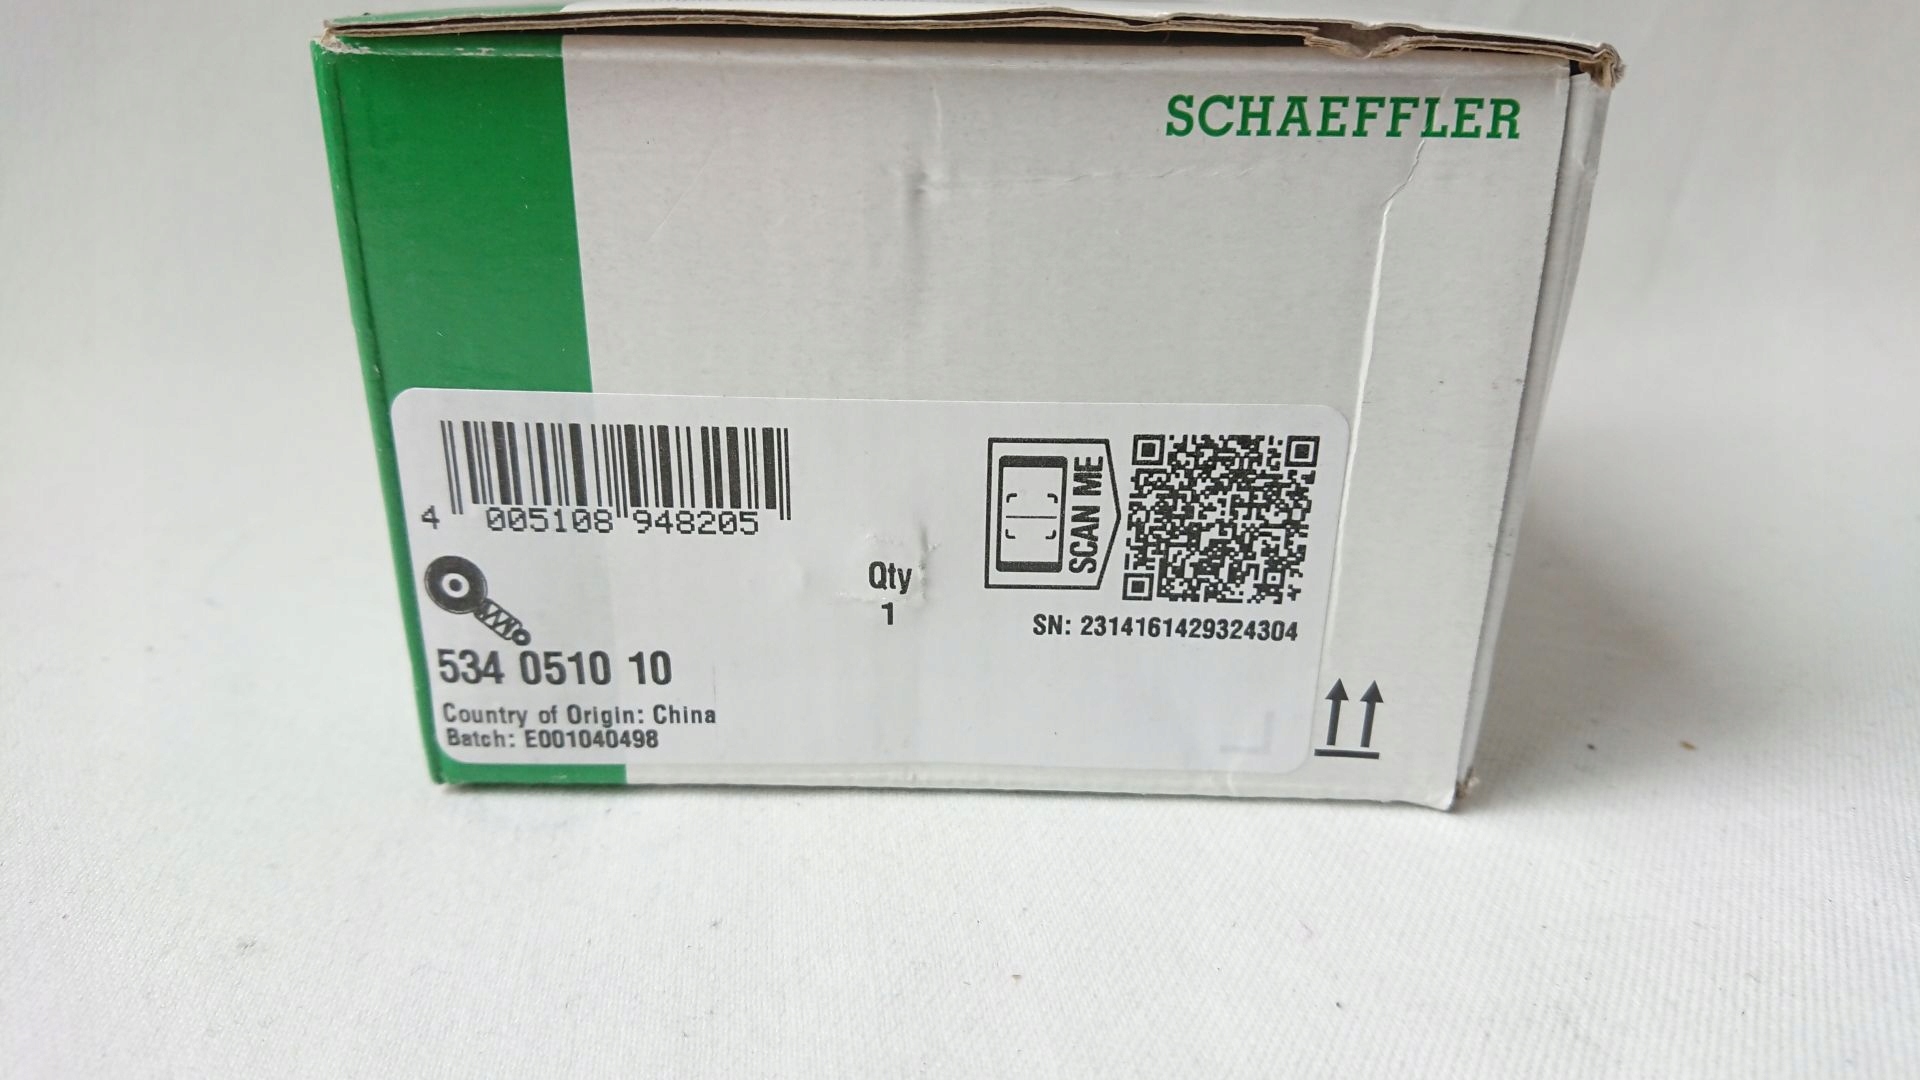 SCHAEFFLER
4 005108 948205
SCAN ME
Qty
1
SN: 2314161429324304
534 0510 10
Country of Origin: China
Batch: E001040498